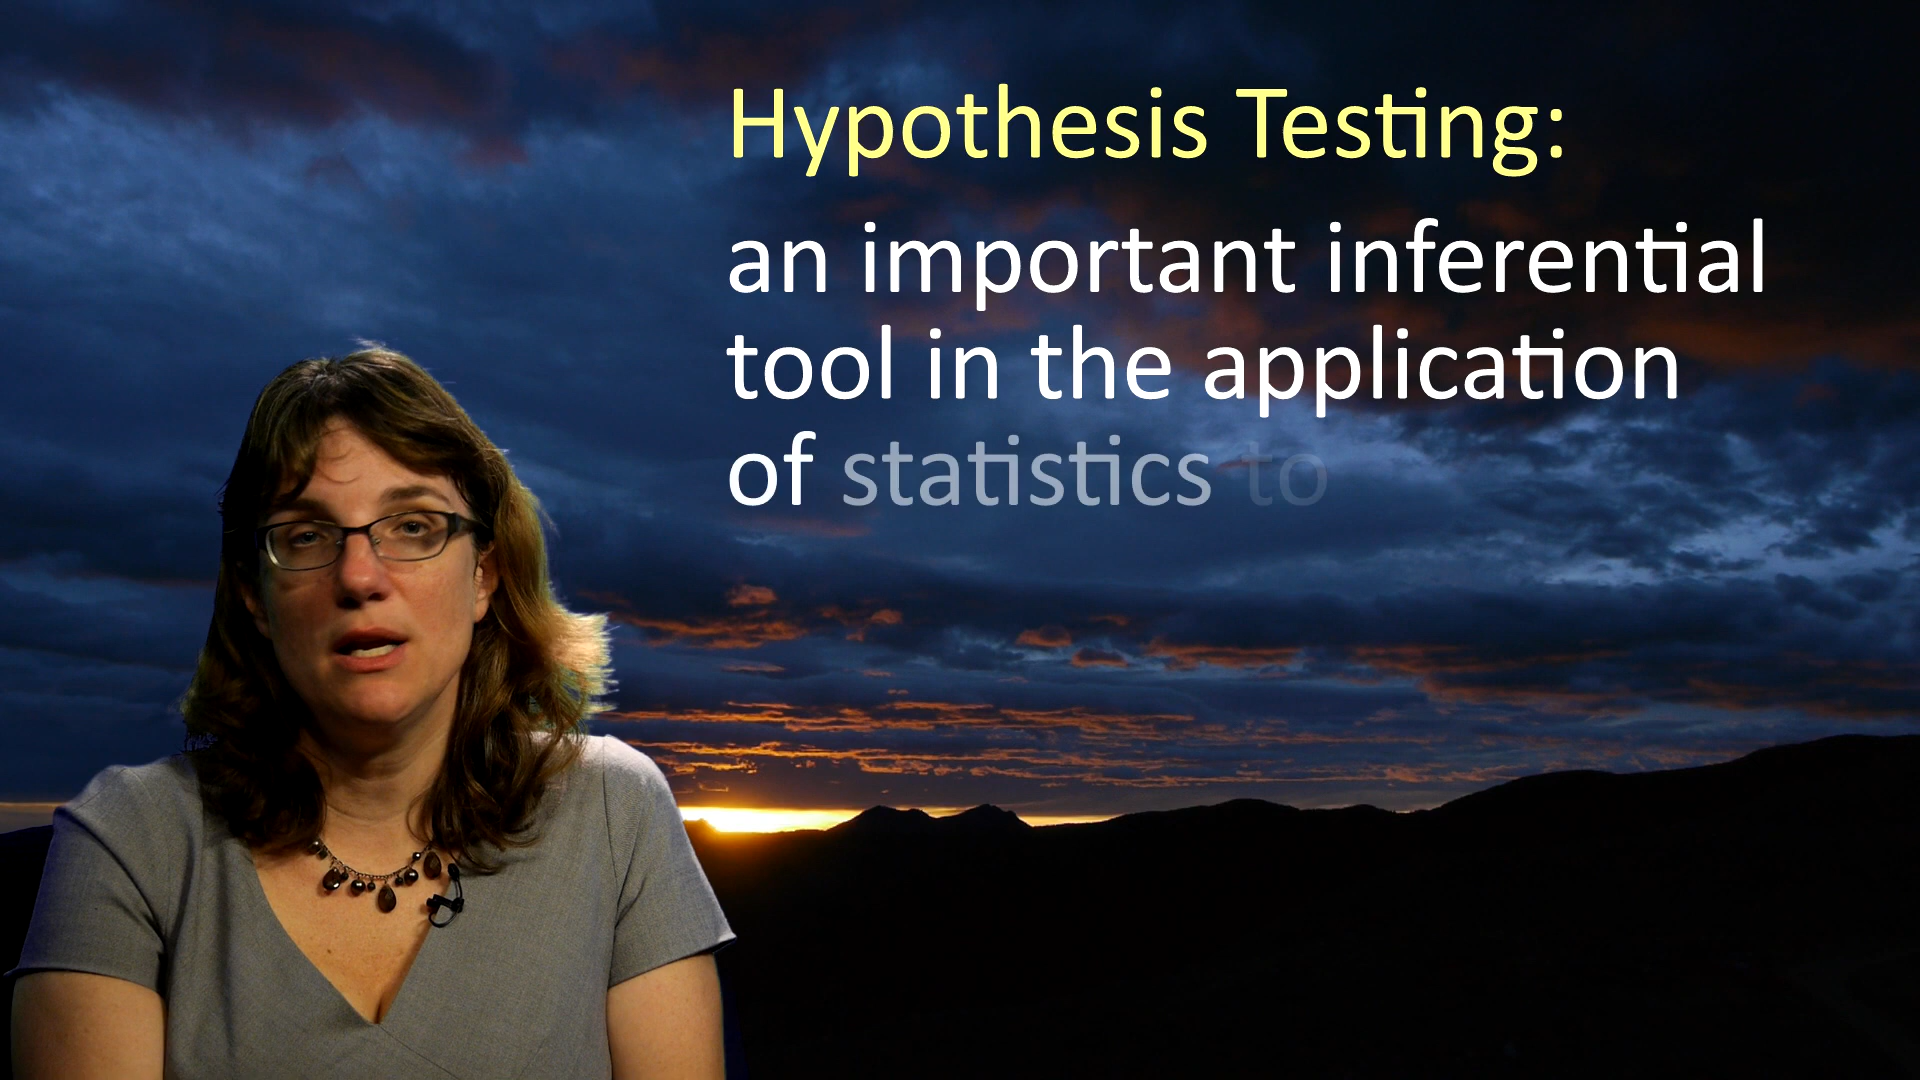 Hypothesis Testing:
an important inferential
tool in the application
of statistics to